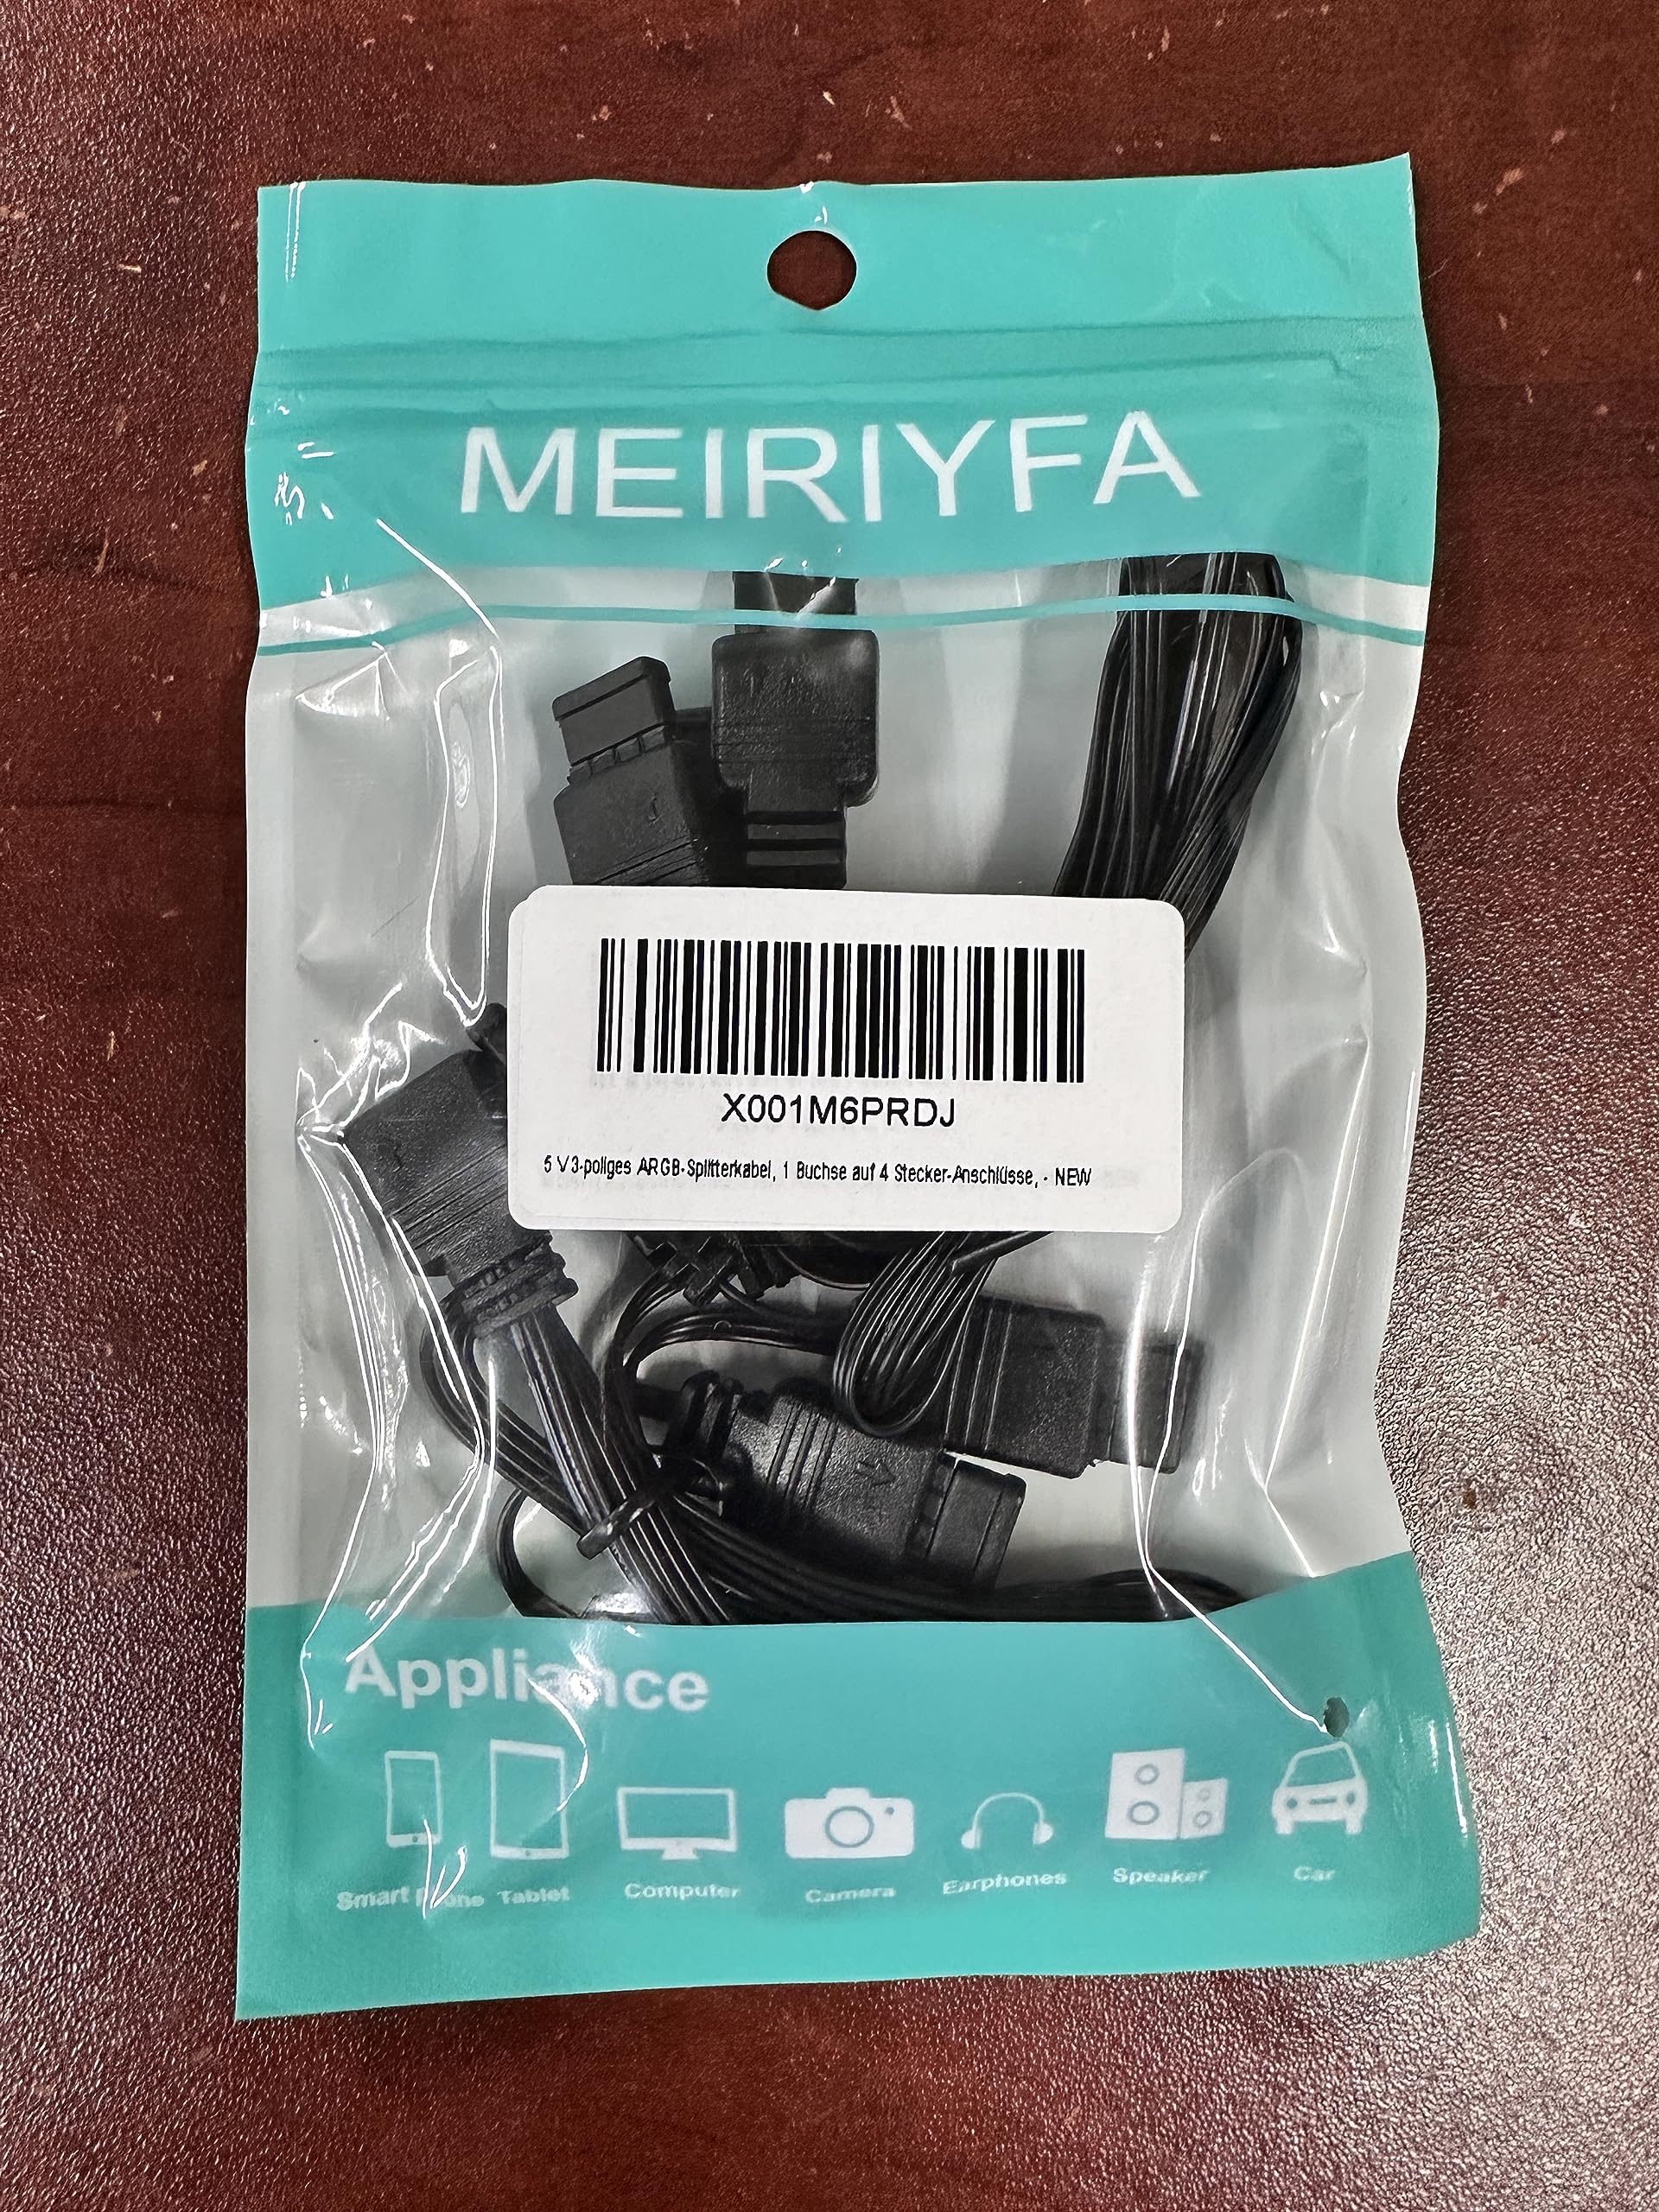 MEIRIYFA
X001M6PRDJ
5 V 3-poliges ARGB-Splitterkabel, 1 Buchse auf 4 Stecker-Anschlüsse, - NEW
Appliance
Smart phone Tablet Computer Camera Earphones Speaker Car